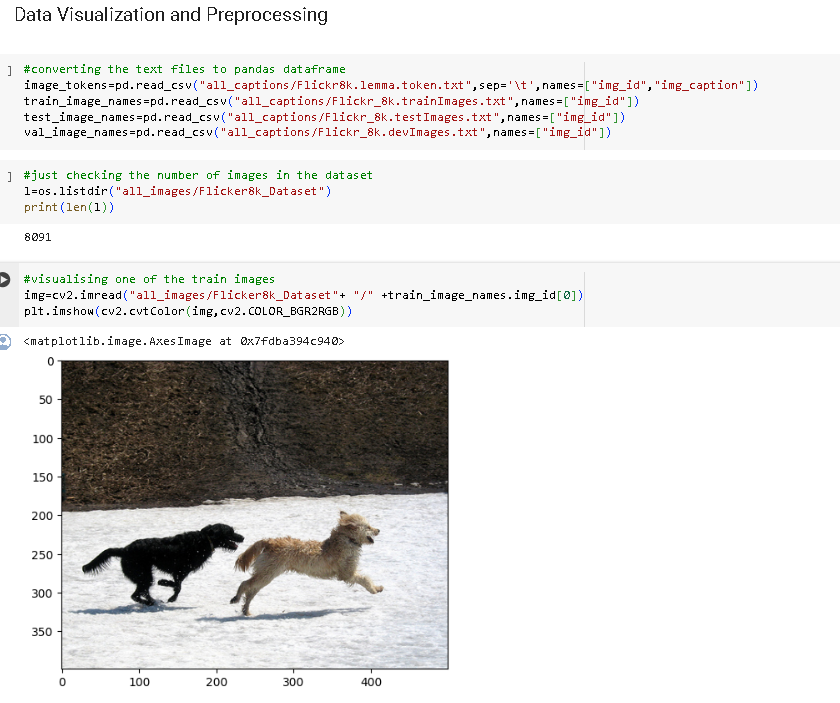 Data Visualization and Preprocessing
] #converting the text files to pandas dataframe
image_tokens=pd.read_csv("all_captions/Flickr8k.lemma.token.txt",sep='\t',names=["img_id","img_caption"])
train_image_names=pd.read_csv("all_captions/Flickr_8k.trainImages.txt",names=["img_id"])
test_image_names=pd.read_csv("all_captions/Flickr_8k.testImages.txt",names=["img_id"])
val_image_names=pd.read_csv("all_captions/Flickr_8k.devImages.txt",names=["img_id"])
] #just checking the number of images in the dataset
l=os.listdir("all_images/Flicker8k_Dataset")
print(len(l))
8091
#visualising one of the train images
img=cv2.imread("all_images/Flicker8k_Dataset"+ "/" +train_image_names.img_id[0])
plt.imshow(cv2.cvtColor(img,cv2.COLOR_BGR2RGB))
<matplotlib.image.AxesImage at 0x7fdba394c940>
0
50
100
150
200
250
300
350
0 100 200 300 400